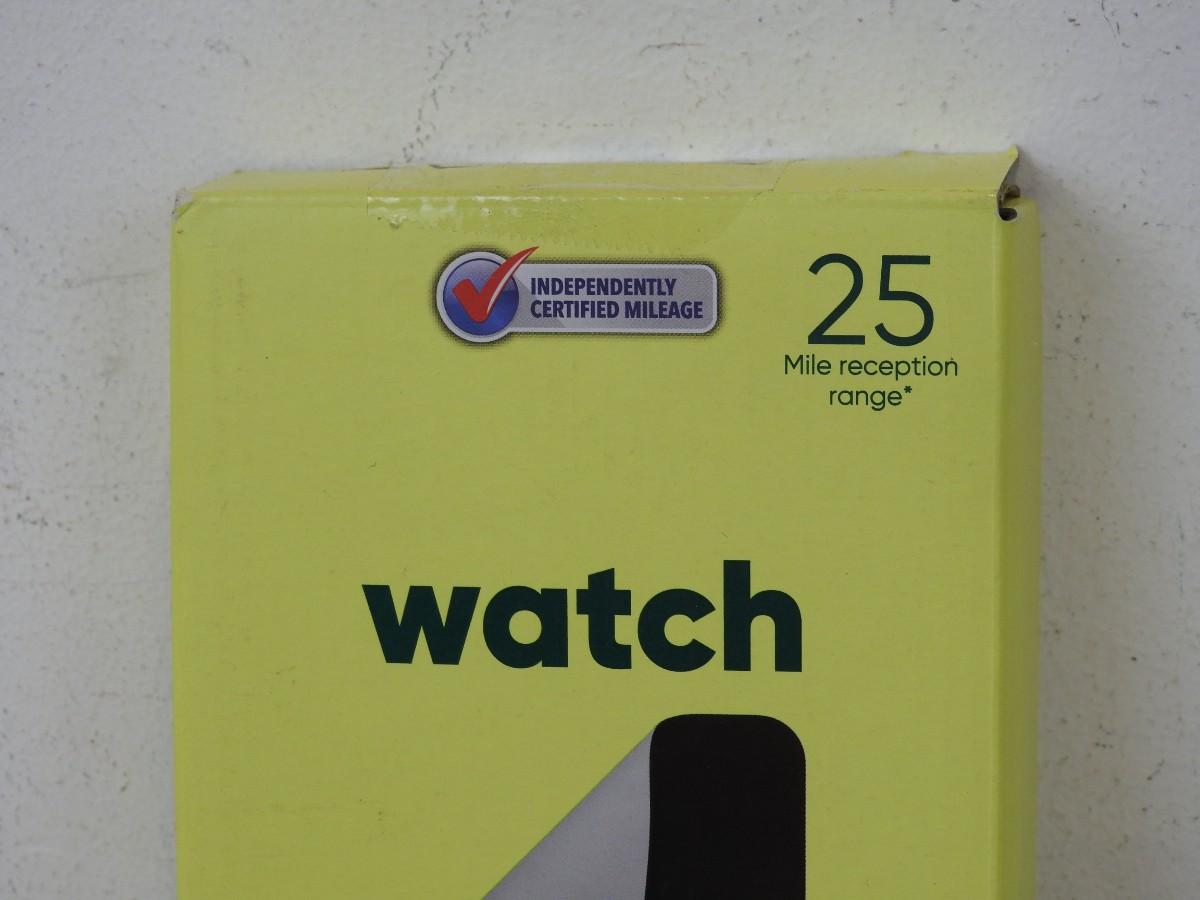 INDEPENDENTLY
CERTIFIED MILEAGE
25
Mile reception
range*
watch